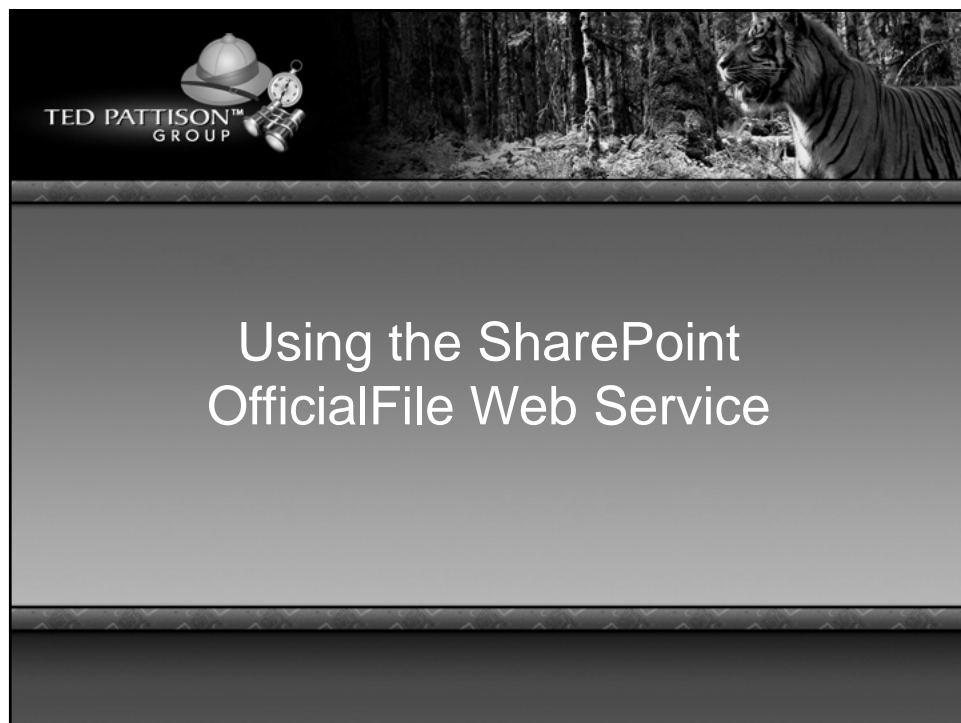 TED PATTISON™
GROUP
Using the SharePoint
OfficialFile Web Service